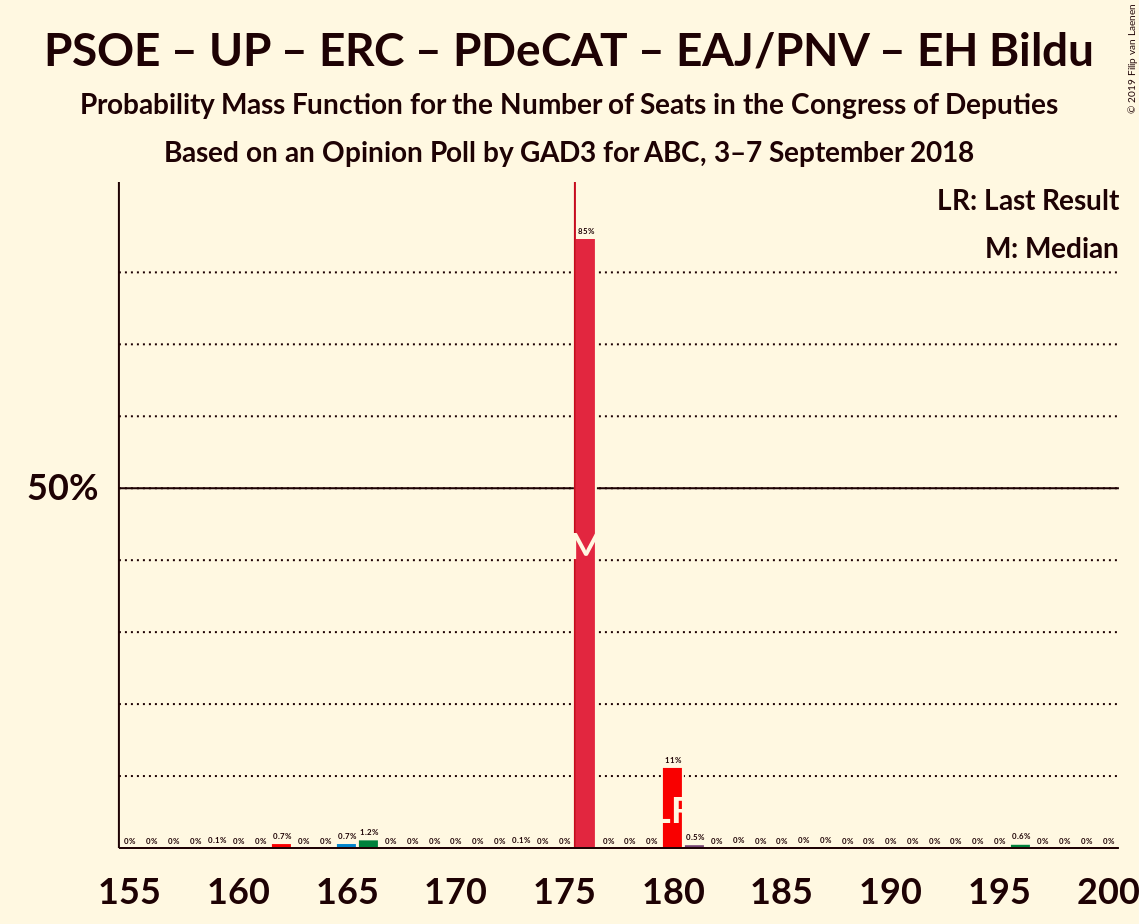 PSOE – UP – ERC – PDeCAT – EAJ/PNV – EH Bildu
Probability Mass Function for the Number of Seats in the Congress of Deputies
Based on an Opinion Poll by GAD3 for ABC, 3–7 September 2018
© 2019 Filip van Laenen
LR: Last Result
M: Median
85%
50%
M
11%
LR
0% 0% 0% 0% 0.1% 0% 0% 0.7% 0% 0% 0.7% 1.2% 0% 0% 0% 0% 0% 0% 0.1% 0% 0% 0% 0% 0% 0.5% 0% 0% 0% 0% 0% 0% 0% 0% 0% 0% 0% 0% 0% 0% 0.6% 0% 0% 0% 0%
155 160 165 170 175 180 185 190 195 200